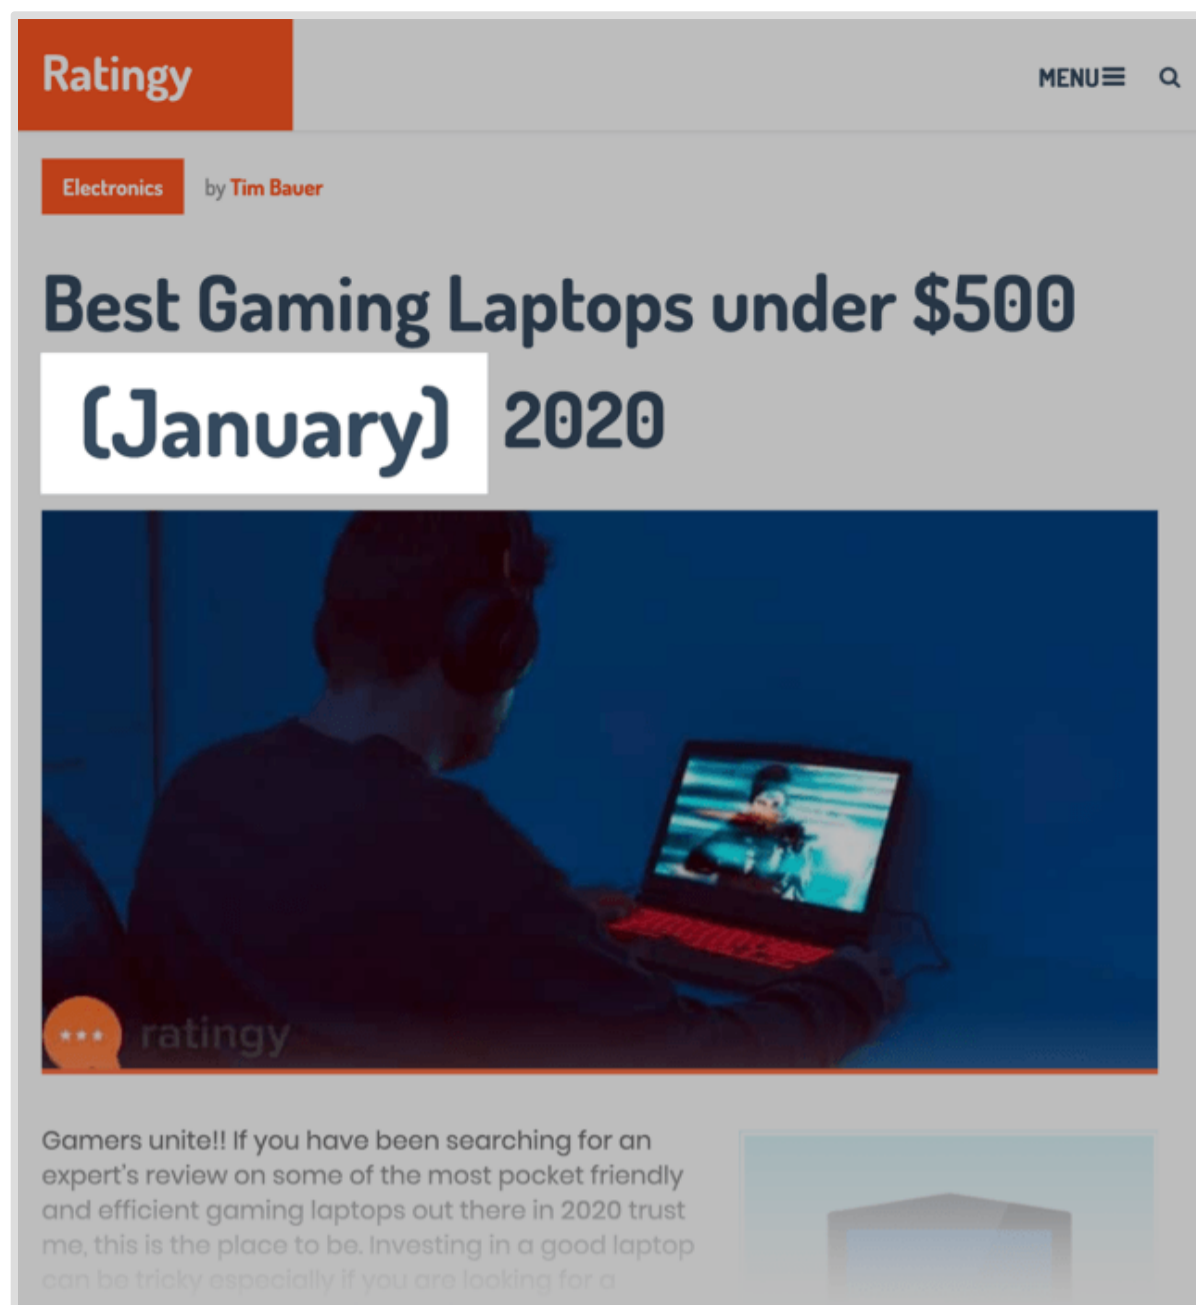 Ratingy
MENU
Electronics by Tim Bauer
Best Gaming Laptops under $500
(January) 2020
ratingy
Gamers unite!! If you have been searching for an
expert's review on some of the most pocket friendly
and efficient gaming laptops out there in 2020 trust
me, this is the place to be. Investing in a good laptop
can be tricky especially if you are looking for a